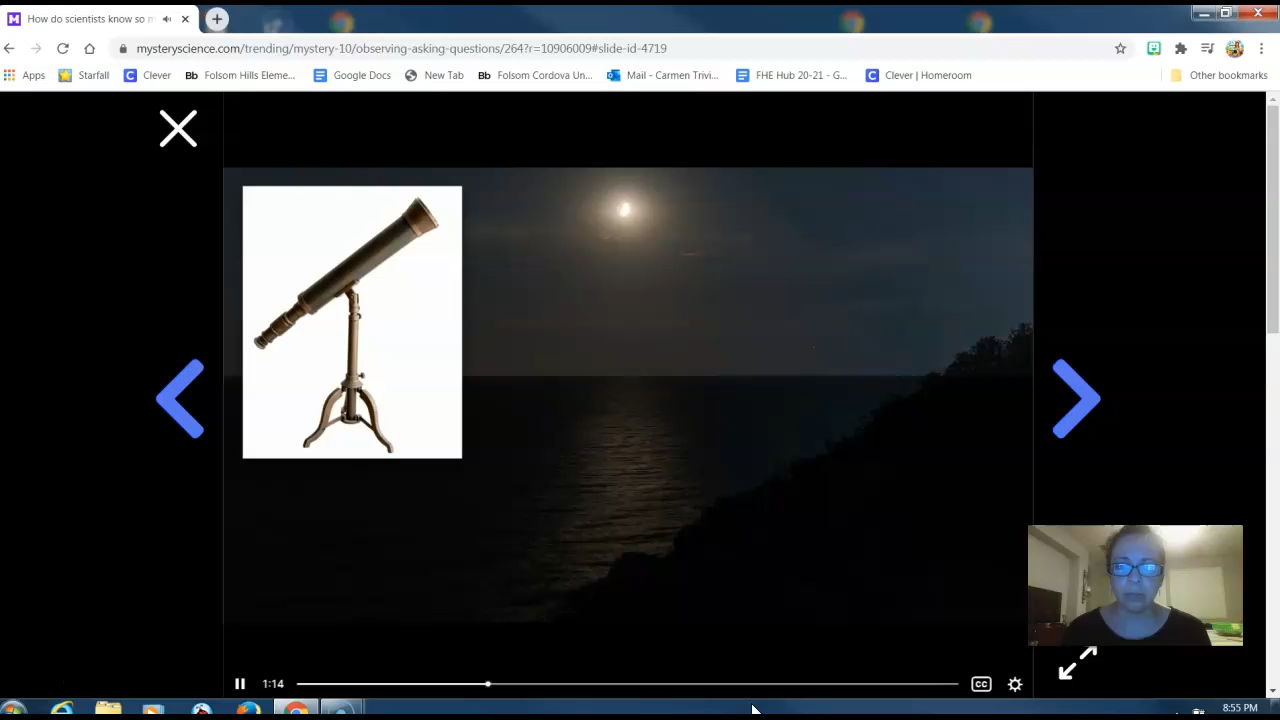 How do scientists know so m
mysteryscience.com/trending/mystery-10/observing-asking-questions/264?r=10906009#slide-id-4719
Apps Starfall Clever Bb Folsom Hills Eleme... Google Docs New Tab Bb Folsom Cordova Un... Mail - Carmen Trivi... FHE Hub 20-21 - G... Clever | Homeroom Other bookmarks
1:14 CC
8:55 PM